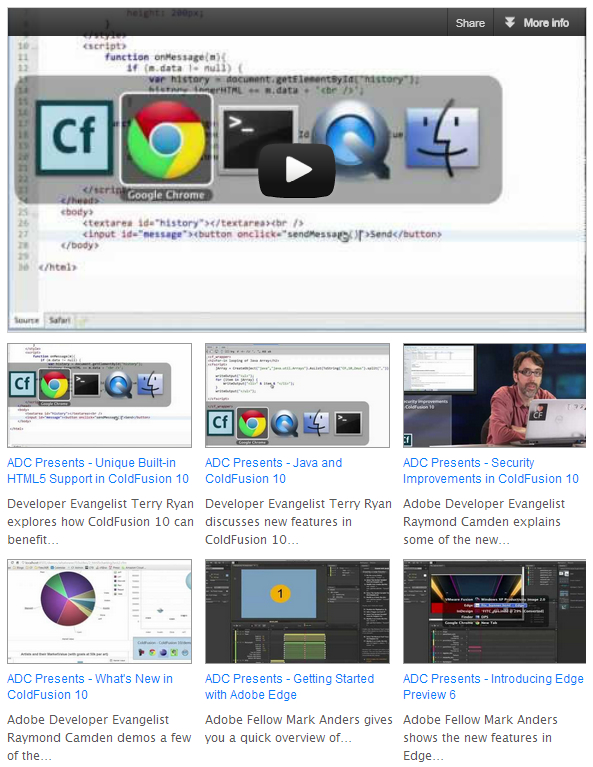 Share
More info
height: 200px;
</style>
<script>
function onMessage(m){
if (m.data != null) {
var history = document.getElementById("history");
history.innerHTML += m.data + '<br />';
Cf
>_
Google Chrome
</script>
</head>
<body>
<textarea id="history"></textarea><br />
<input id="message"><button onclick="sendMessage()">Send</button>
</body>
</html>
Source Safari
ADC Presents - Unique Built-in
HTML5 Support in ColdFusion 10
Developer Evangelist Terry Ryan
explores how ColdFusion 10 can
benefit...
ADC Presents - Java and
ColdFusion 10
Developer Evangelist Terry Ryan
discusses new features in
ColdFusion 10...
ADC Presents - Security
Improvements in ColdFusion 10
Adobe Developer Evangelist
Raymond Camden explains
some of the new...
ADC Presents - What's New in
ColdFusion 10
Adobe Developer Evangelist
Raymond Camden demos a few
of the...
1
ADC Presents - Getting Started
with Adobe Edge
Adobe Fellow Mark Anders gives
you a quick overview of...
ADC Presents - Introducing Edge
Preview 6
Adobe Fellow Mark Anders
shows the new features in
Edge...